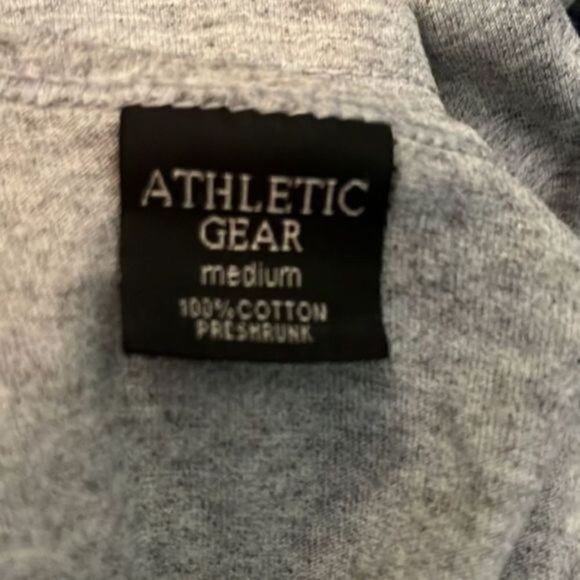 ATHLETIC
GEAR
medium
100% COTTON
PRESHRUNK